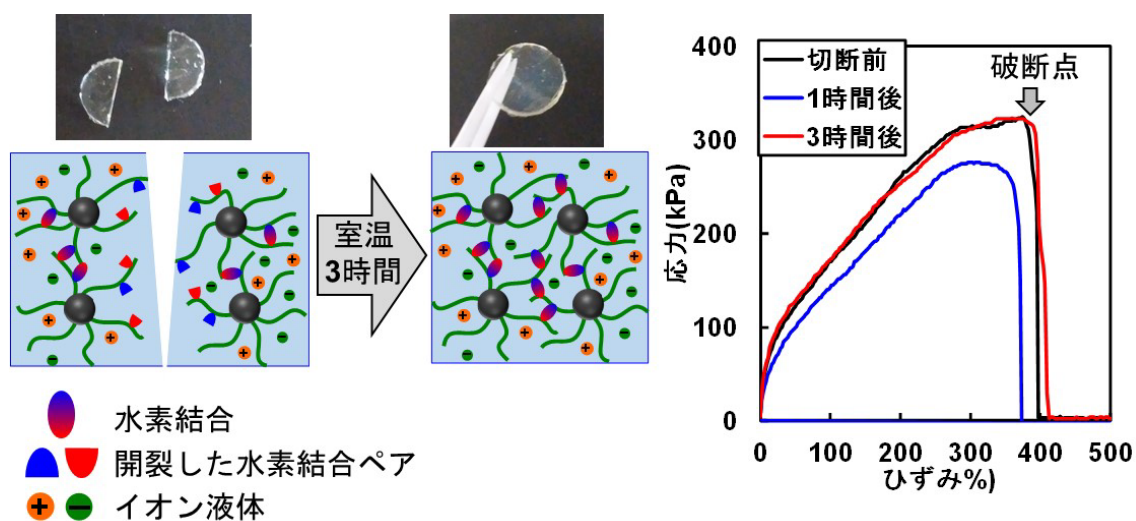 室温
3時間
水素結合
開裂した水素結合ペア
イオン液体
切断前
1時間後
3時間後
破断点
応力(kPa)
400
300
200
100
0
0 100 200 300 400 500
ひずみ%)